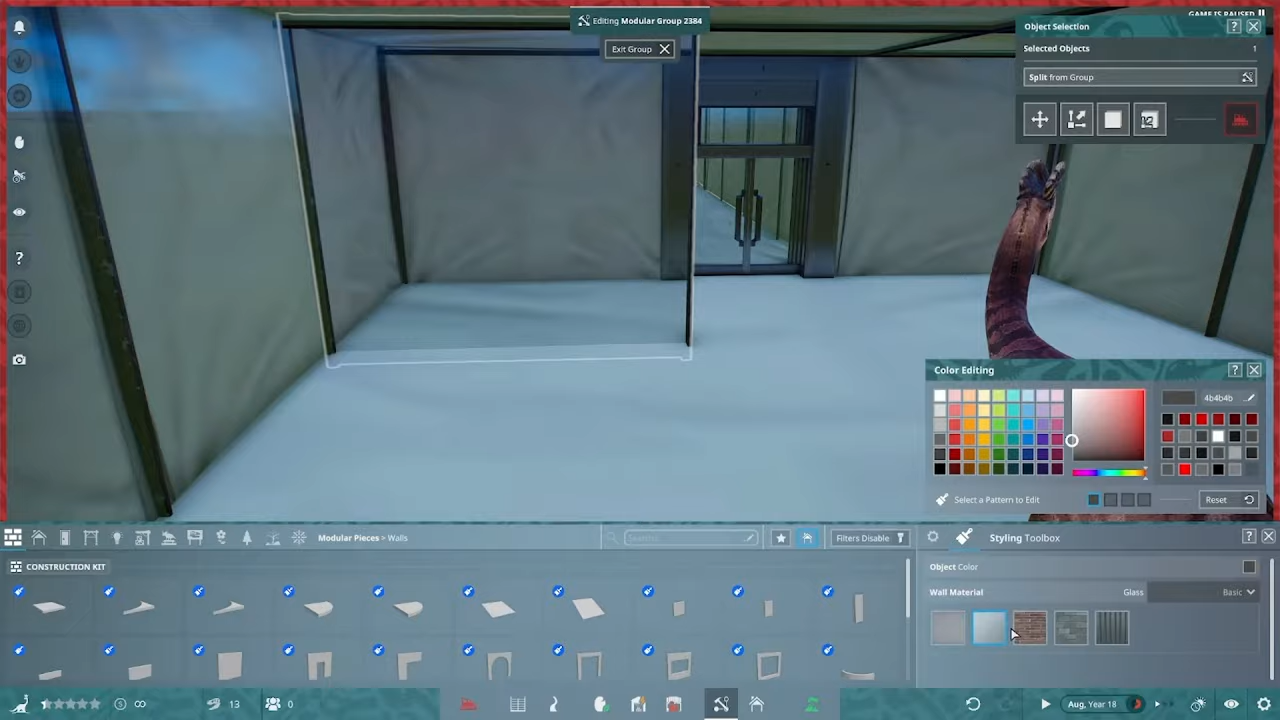 Editing Modular Group 2384
Exit Group
GAME IS PAUSED
Object Selection
?
Selected Objects 1
Split from Group
Color Editing
?
4b4b4b
Select a Pattern to Edit
Reset
Modular Pieces > Walls
Search...
Filters Disable
CONSTRUCTION KIT
Styling Toolbox
?
Object Color
Wall Material Glass Basic
13
0
Aug, Year 18